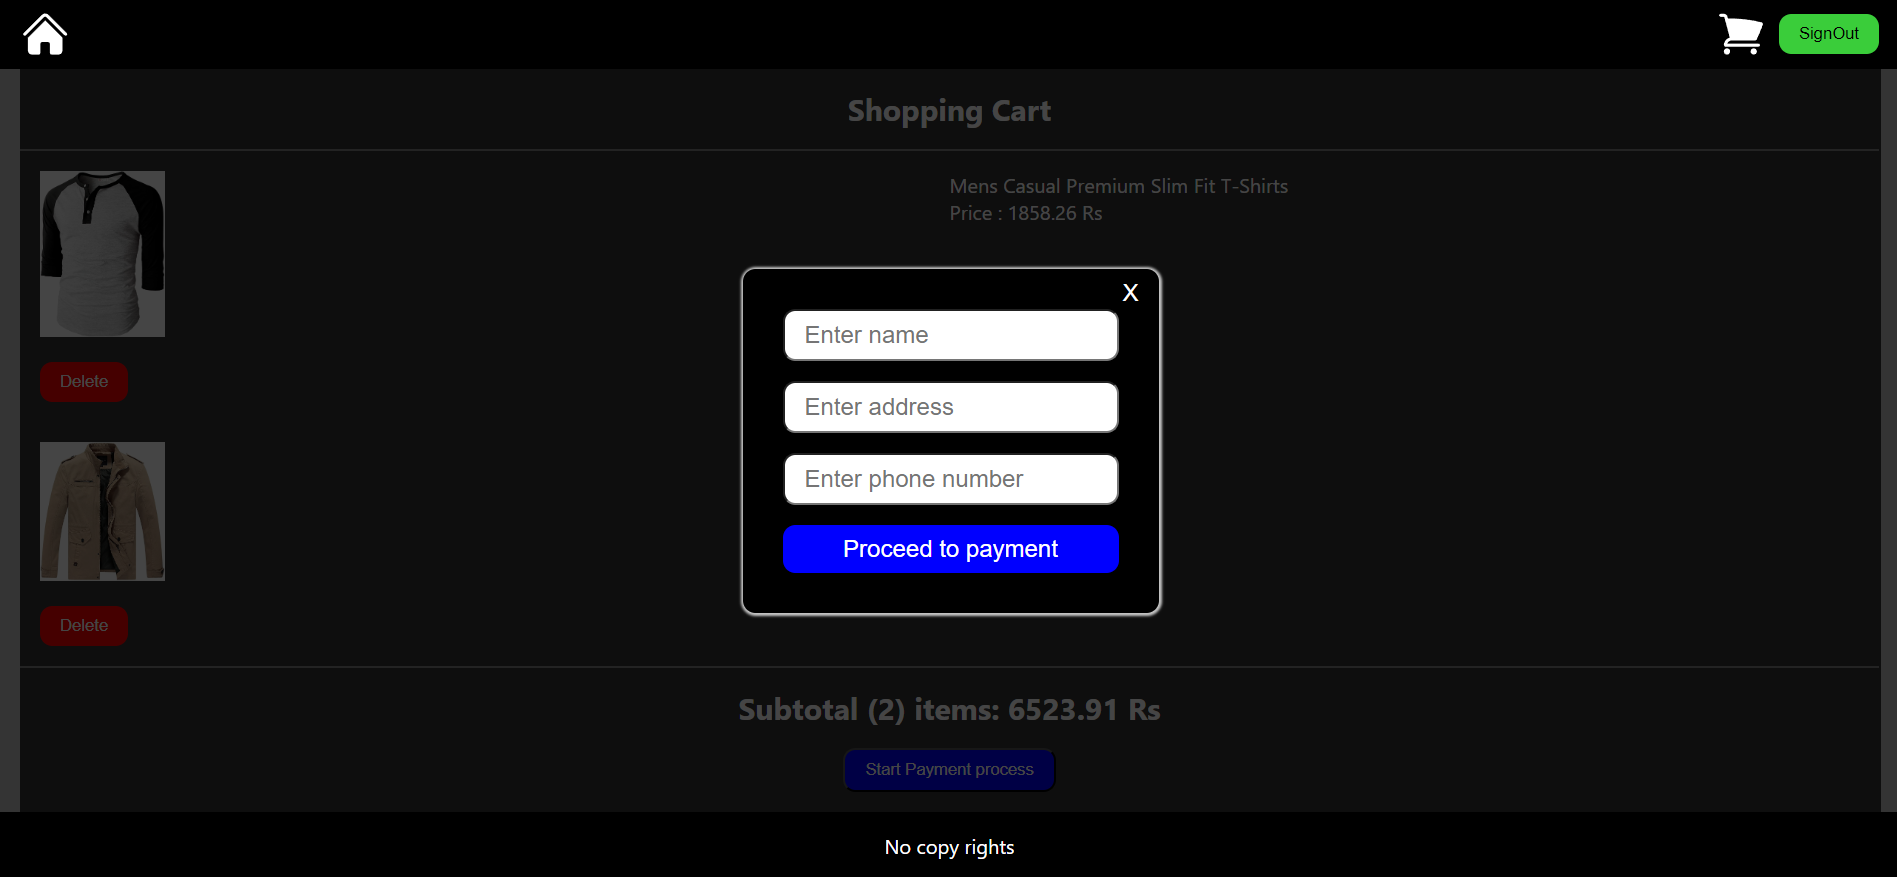 SignOut
Shopping Cart
Mens Casual Premium Slim Fit T-Shirts
Price : 1858.26 Rs
X
Enter name
Delete
Enter address
Enter phone number
Proceed to payment
Delete
Subtotal (2) items: 6523.91 Rs
Start Payment process
No copy rights